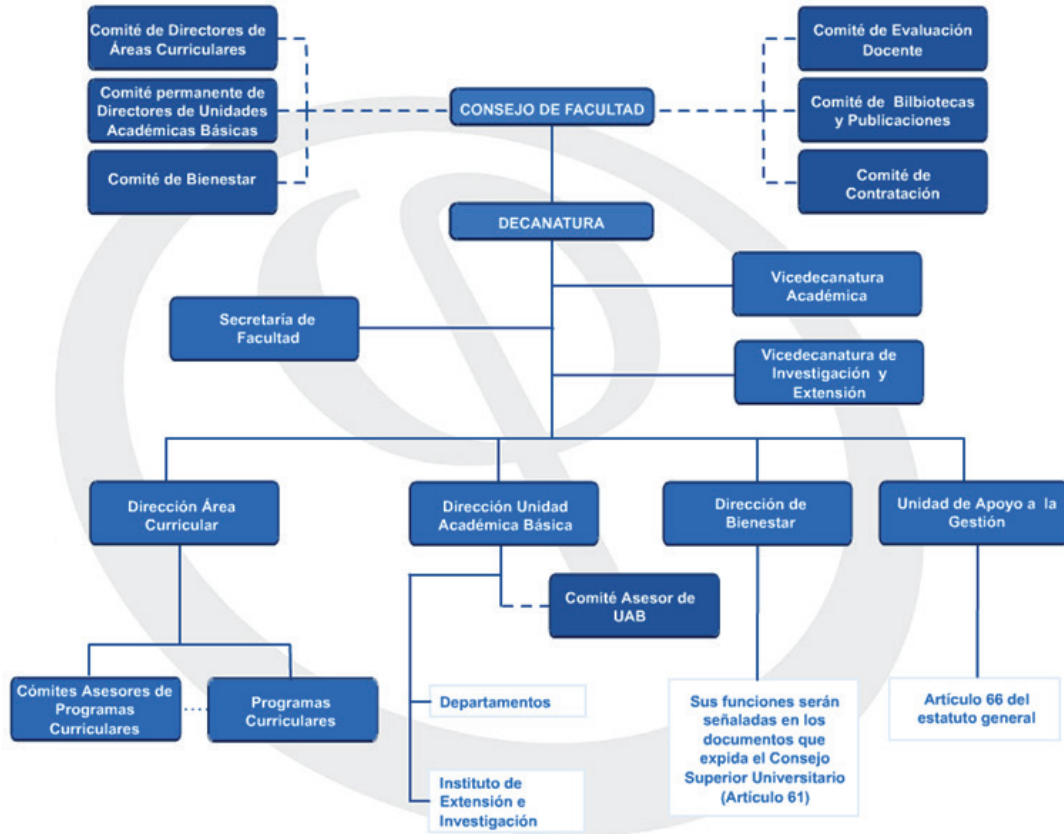 Comité de Directores de
Áreas Curriculares
Comité permanente de
Directores de Unidades
Académicas Básicas
Comité de Bienestar
CONSEJO DE FACULTAD
Comité de Evaluación
Docente
Comité de Bilbiotecas
y Publicaciones
Comité de
Contratación
DECANATURA
Vicedecanatura
Académica
Secretaría de
Facultad
Vicedecanatura de
Investigación y
Extensión
Dirección Área
Curricular
Dirección Unidad
Académica Básica
Dirección de
Bienestar
Unidad de Apoyo a la
Gestión
Comité Asesor de
UAB
Cómites Asesores de
Programas
Curriculares
Programas
Curriculares
Departamentos
Instituto de
Extensión e
Investigación
Sus funciones serán
señaladas en los
documentos que
expida el Consejo
Superior Universitario
(Artículo 61)
Artículo 66 del
estatuto general